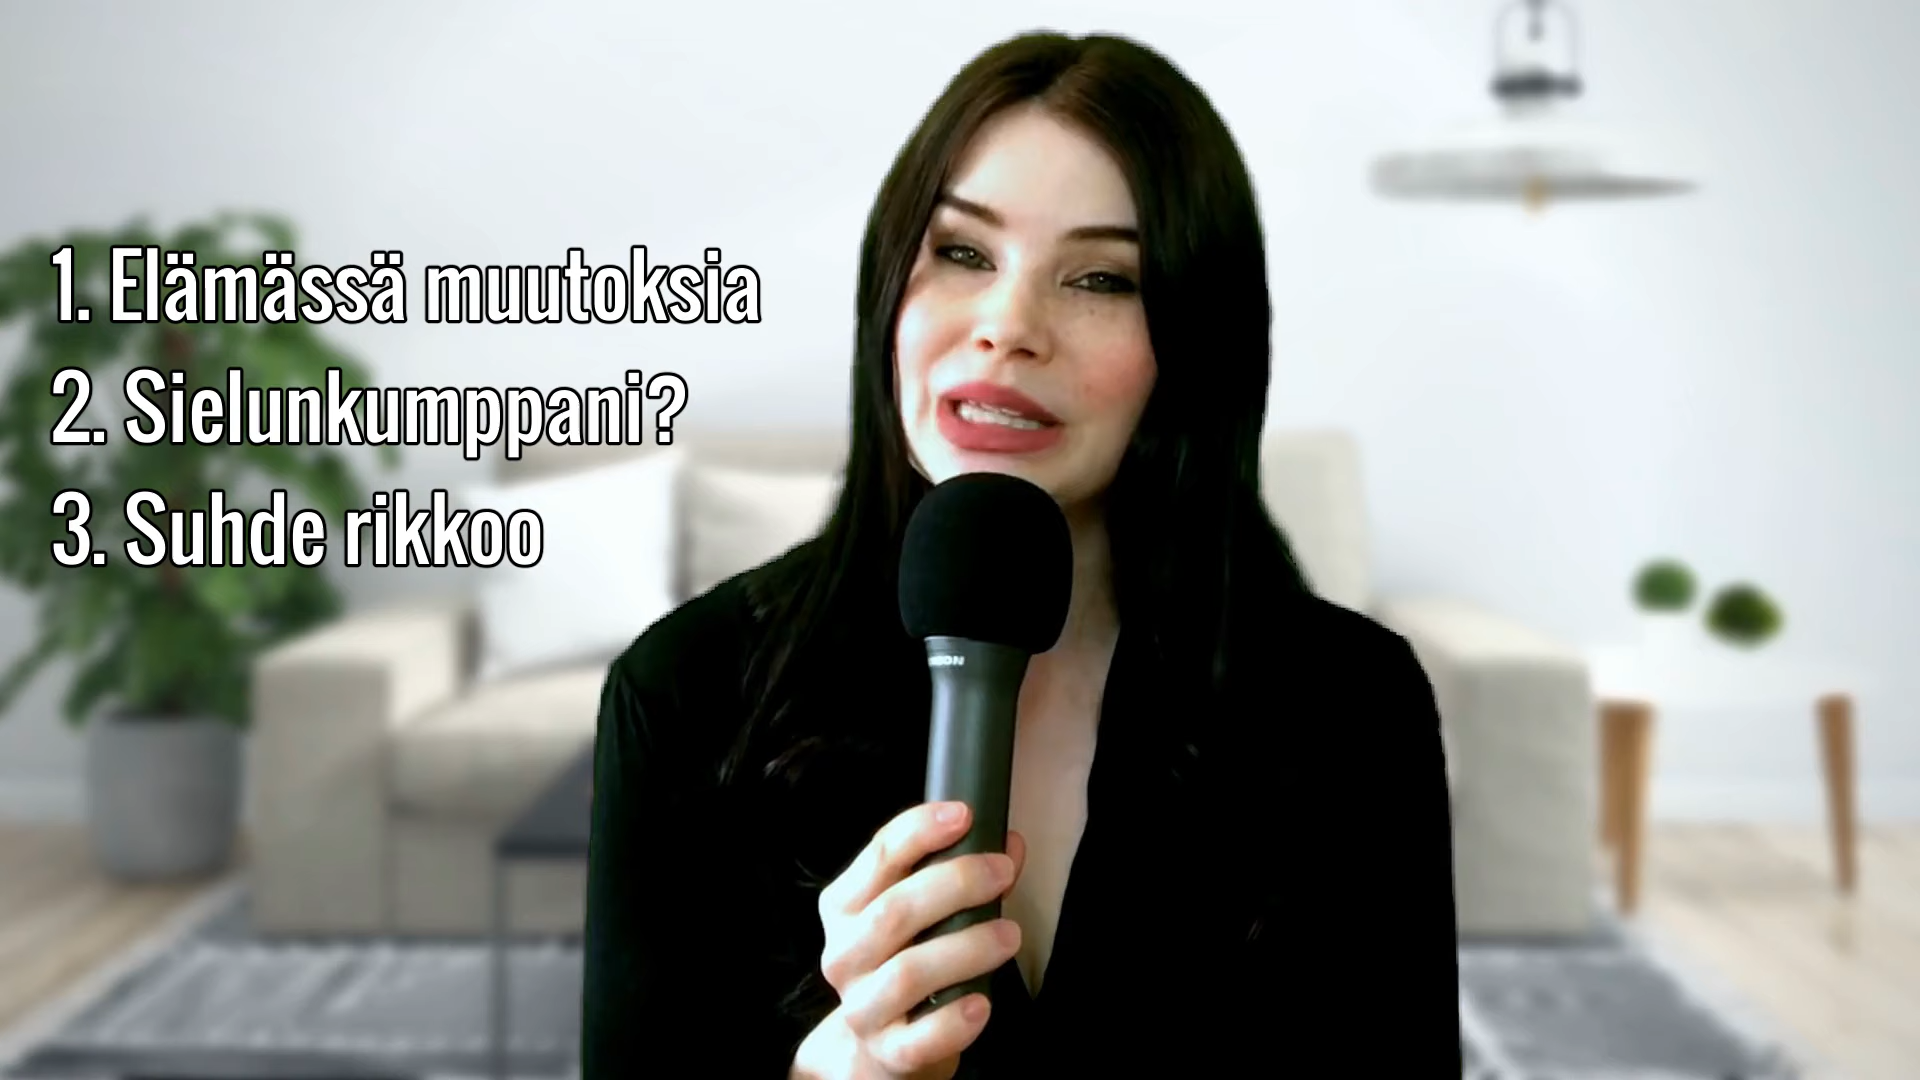 1. Elämässä muutoksia
2. Sielunkumppani?
3. Suhde rikkoo